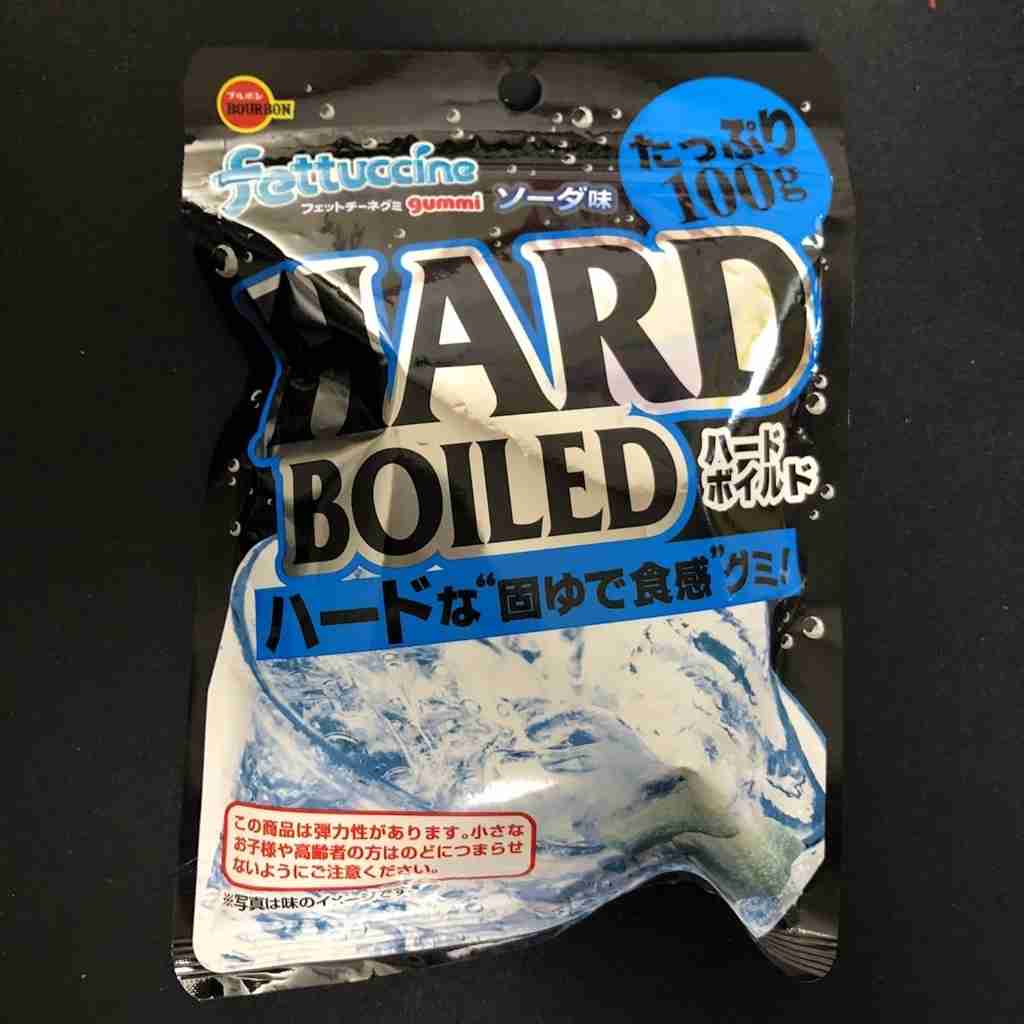 ブルボン
BOURBON
たっぷり
100g
Fettuccine
フェットチーネグミ gummi ソーダ味
HARD
BOILED
ハード
ボイルド
ハードな“固ゆで食感”グミ!
この商品は弾力性があります。小さな
お子様や高齢者の方はのどにつまらせ
ないようにご注意ください。
※写真は味のイメージです。